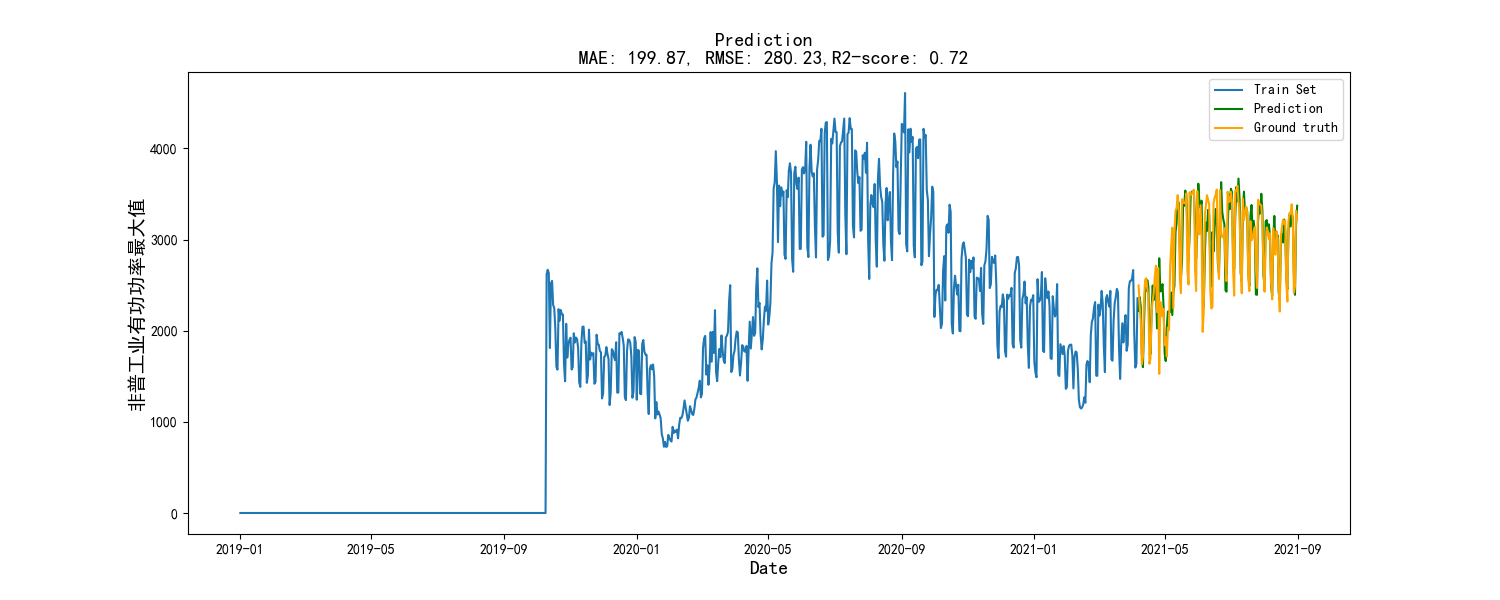 Prediction
MAE: 199.87, RMSE: 280.23,R2-score: 0.72
Train Set
Prediction
Ground truth
非普工业有功功率最大值
4000
3000
2000
1000
0
2019-01
2019-05
2019-09
2020-01
2020-05
2020-09
2021-01
2021-05
2021-09
Date